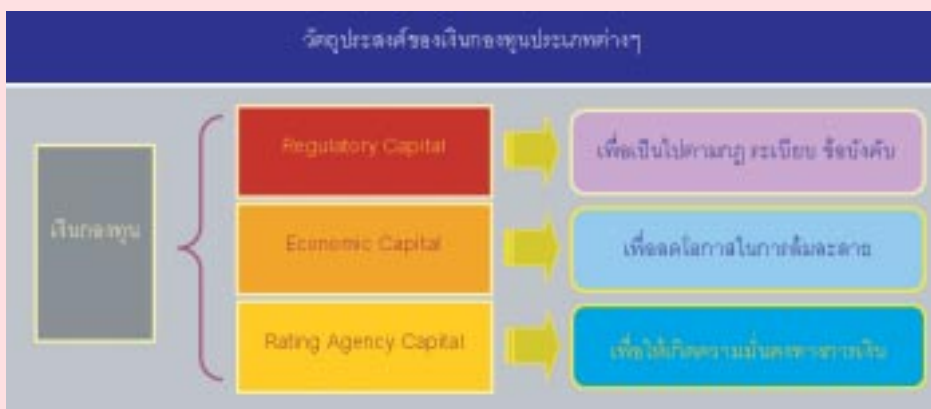 วัตถุประสงค์ของเงินกองทุนประเภทต่างๆ
เงินกองทุน
Regulatory Capital
เพื่อเป็นไปตามกฎ ระเบียบ ข้อบังคับ
Economic Capital
เพื่อลดโอกาสในการล้มละลาย
Rating Agency Capital
เพื่อให้เกิดความมั่นคงทางการเงิน